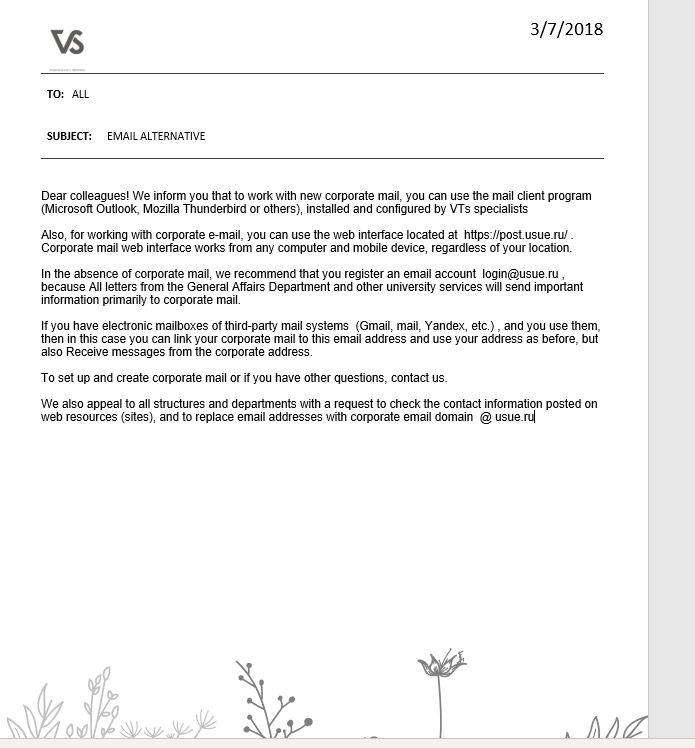 VS
3/7/2018
TO: ALL
SUBJECT: EMAIL ALTERNATIVE
Dear colleagues! We inform you that to work with new corporate mail, you can use the mail client program
(Microsoft Outlook, Mozilla Thunderbird or others), installed and configured by VTs specialists
Also, for working with corporate e-mail, you can use the web interface located at  https://post.usue.ru/ .
Corporate mail web interface works from any computer and mobile device, regardless of your location.
In the absence of corporate mail, we recommend that you register an email account  login@usue.ru ,
because All letters from the General Affairs Department and other university services will send important
information primarily to corporate mail.
If you have electronic mailboxes of third-party mail systems  (Gmail, mail, Yandex, etc.) , and you use them,
then in this case you can link your corporate mail to this email address and use your address as before, but
also Receive messages from the corporate address.
To set up and create corporate mail or if you have other questions, contact us.
We also appeal to all structures and departments with a request to check the contact information posted on
web resources (sites), and to replace email addresses with corporate email domain  @ usue.ru